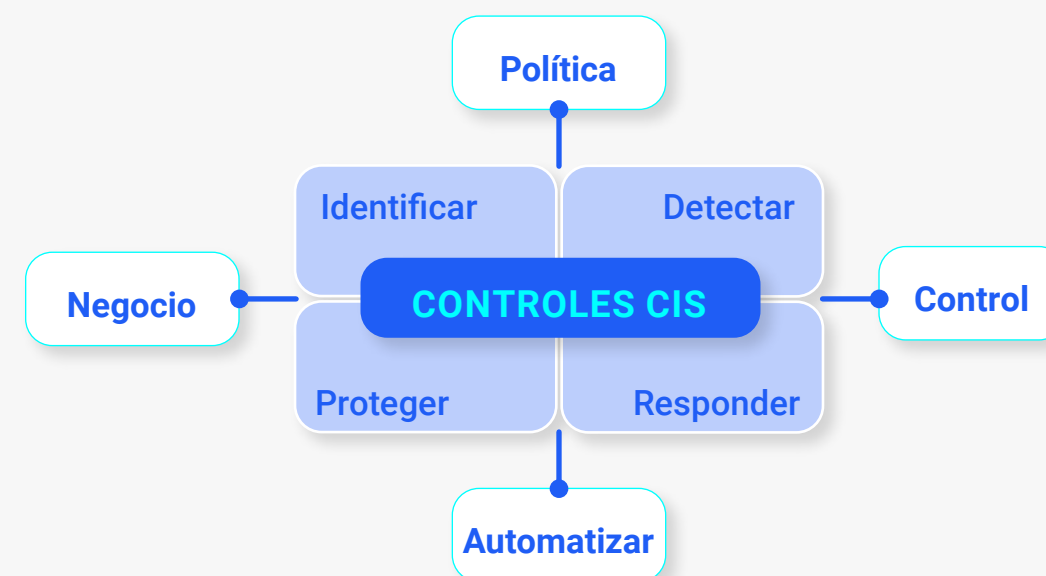 Política
Identificar
Detectar
Negocio
CONTROLES CIS
Control
Proteger
Responder
Automatizar